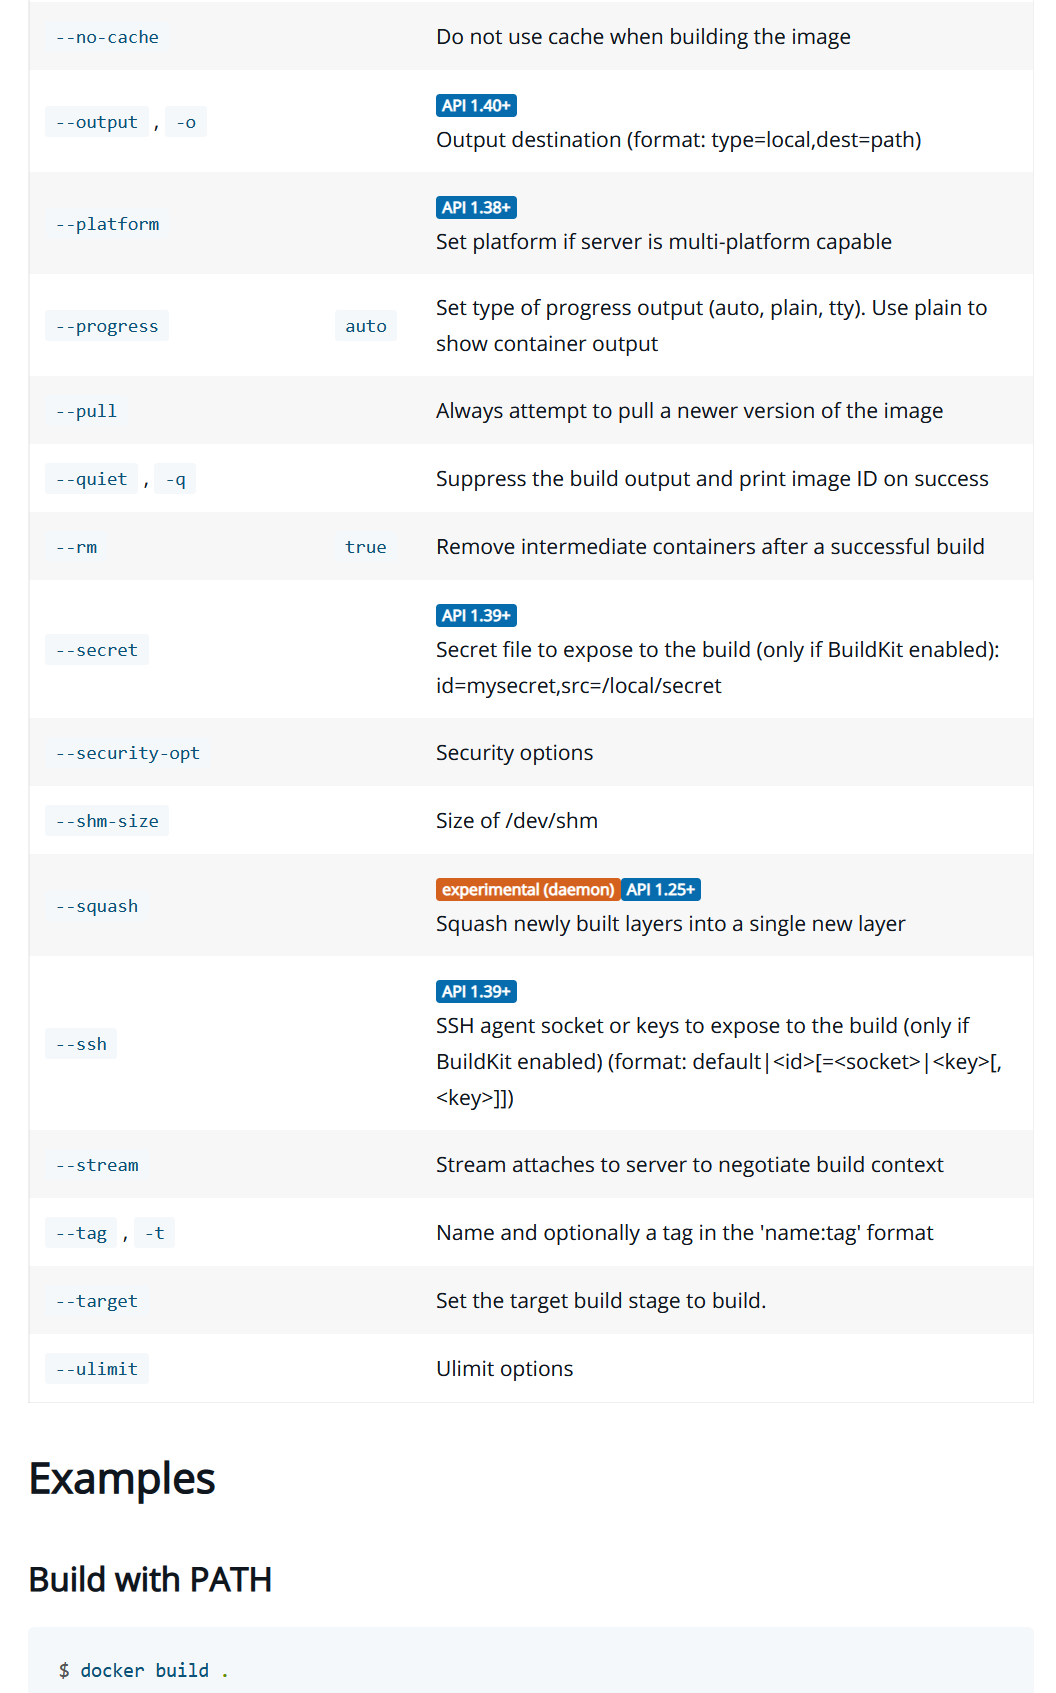 --no-cache Do not use cache when building the image
API 1.40+
--output , -o Output destination (format: type=local,dest=path)
API 1.38+
--platform Set platform if server is multi-platform capable
--progress auto Set type of progress output (auto, plain, tty). Use plain to
show container output
--pull Always attempt to pull a newer version of the image
--quiet , -q Suppress the build output and print image ID on success
--rm true Remove intermediate containers after a successful build
API 1.39+
--secret Secret file to expose to the build (only if BuildKit enabled):
id=mysecret,src=/local/secret
--security-opt Security options
--shm-size Size of /dev/shm
experimental (daemon) API 1.25+
--squash Squash newly built layers into a single new layer
API 1.39+
--ssh SSH agent socket or keys to expose to the build (only if
BuildKit enabled) (format: default|<id>[=<socket>|<key>[,
<key>]])
--stream Stream attaches to server to negotiate build context
--tag , -t Name and optionally a tag in the 'name:tag' format
--target Set the target build stage to build.
--ulimit Ulimit options
Examples
Build with PATH
$ docker build .